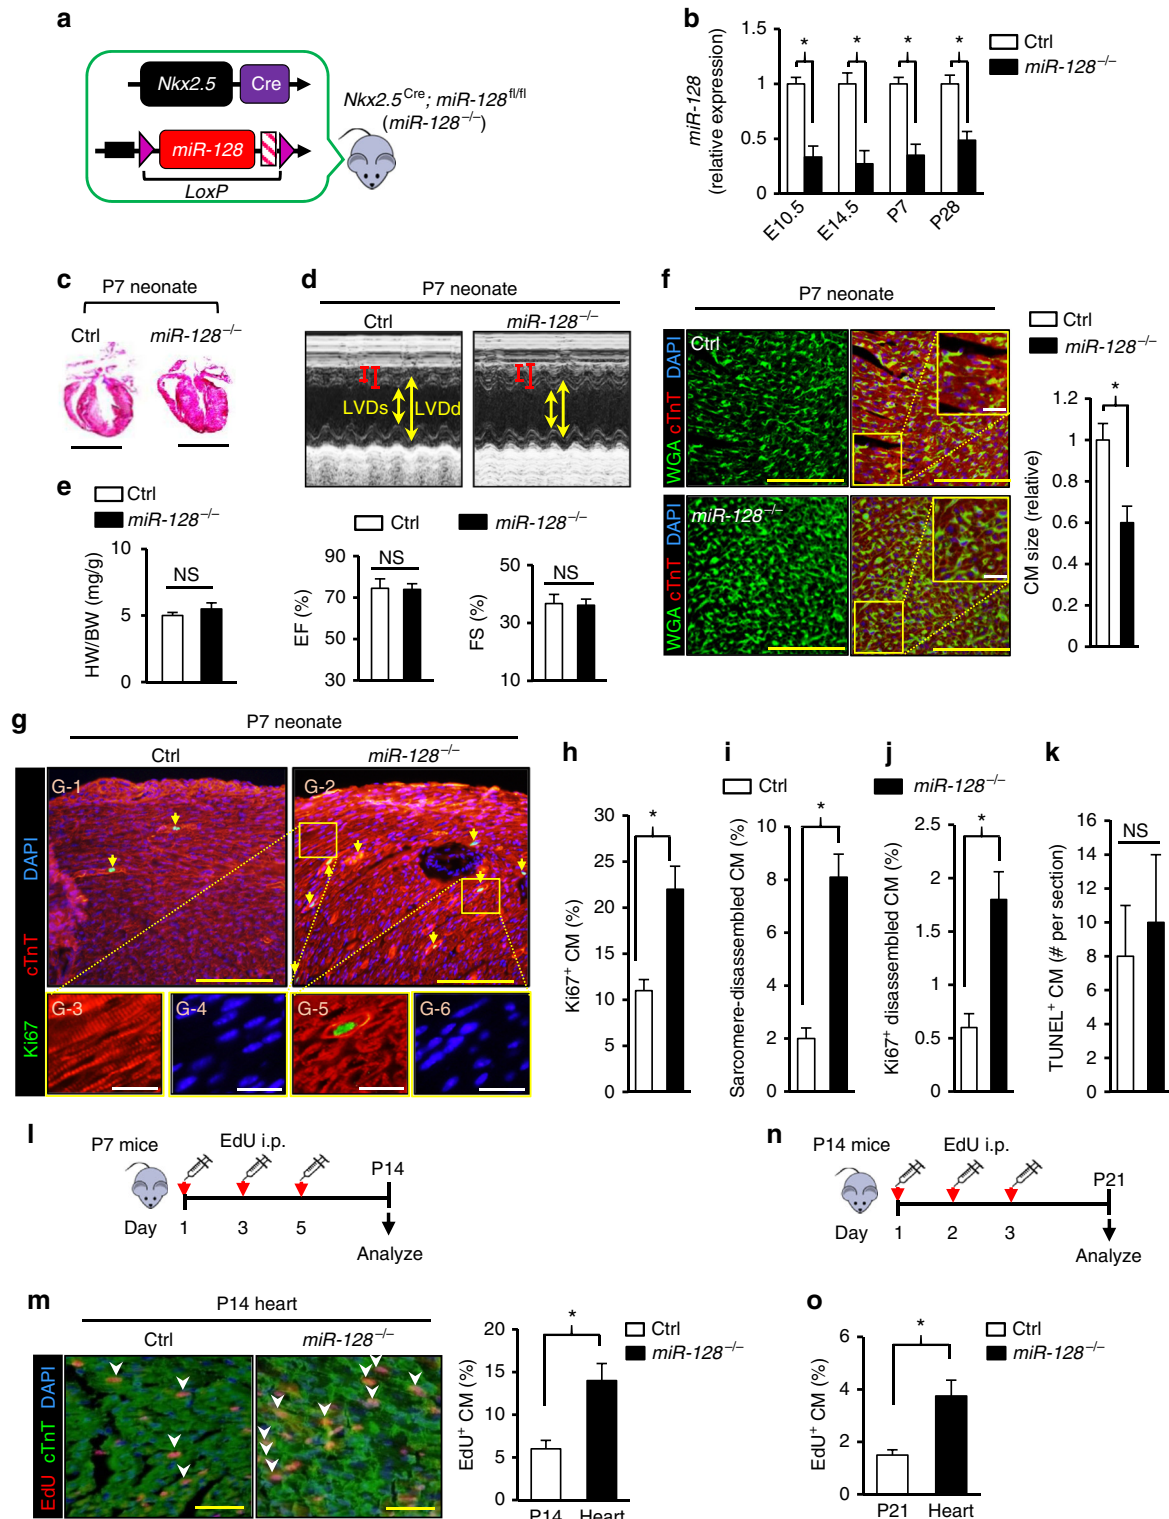 a
Nkx2.5
Cre
miR-128
LoxP
Nkx2.5^Cre; miR-128^fl/fl
(miR-128^−/−)
b
miR-128
(relative expression)
1.5
1
0.5
0
* * * *
E10.5 E14.5 P7 P28
Ctrl
miR-128^−/−
c
P7 neonate
Ctrl miR-128^−/−
d
P7 neonate
Ctrl miR-128^−/−
LVDs LVDd
e
Ctrl
miR-128^−/−
HW/BW (mg/g)
10
5
0
NS
Ctrl miR-128^−/−
EF (%)
90
70
50
30
NS
FS (%)
50
30
10
NS
f
P7 neonate
WGA cTnT DAPI
Ctrl
WGA cTnT DAPI
miR-128^−/−
Ctrl
miR-128^−/−
CM size (relative)
1.2
1
0.8
0.6
0.4
0.2
0
*
g
P7 neonate
Ctrl miR-128^−/−
Ki67 cTnT DAPI
G-1
G-2
G-3
G-4
G-5
G-6
h i j k
Ctrl miR-128^−/−
Ki67^+ CM (%)
30
25
20
15
10
5
0
*
Sarcomere-disassembled CM (%)
10
8
6
4
2
0
*
Ki67^+ disassembled CM (%)
2.5
2
1.5
1
0.5
0
*
TUNEL^+ CM (# per section)
16
14
12
10
8
6
4
2
0
NS
l
P7 mice EdU i.p.
P14
Day 1 3 5
Analyze
n
P14 mice EdU i.p.
P21
Day 1 2 3
Analyze
m
P14 heart
Ctrl miR-128^−/−
EdU cTnT DAPI
EdU^+ CM (%)
20
15
10
5
0
*
P14 Heart
Ctrl
miR-128^−/−
o
EdU^+ CM (%)
6
4
2
0
*
P21 Heart
Ctrl
miR-128^−/−